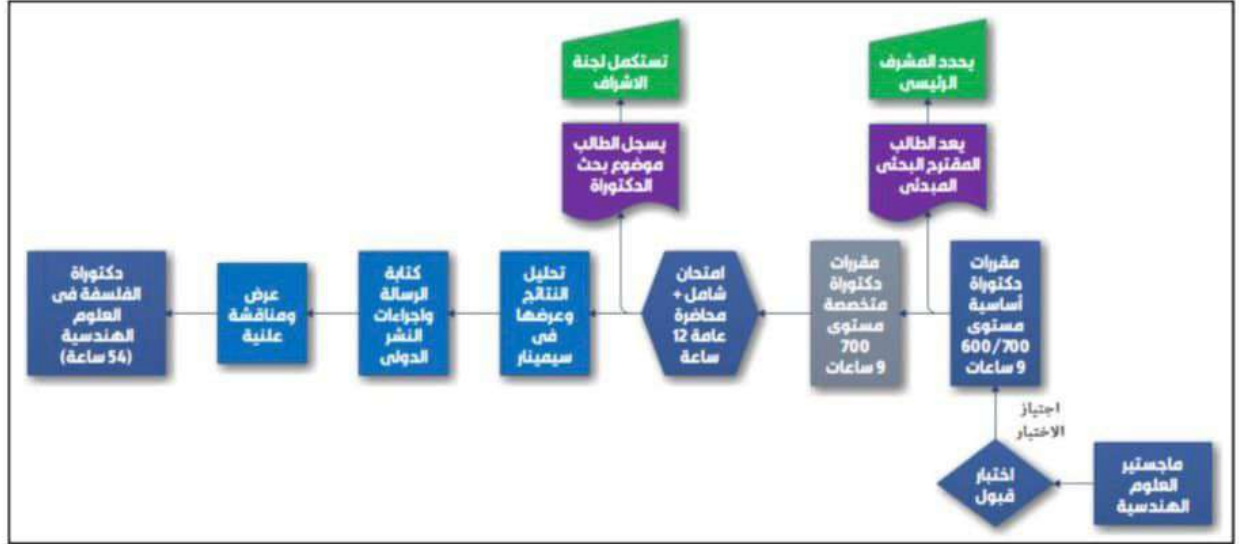 يحدد المشرف
الرئيسى
تستكمل لجنة
الاشراف
يعد الطالب
المقترح البحثى
المبدئى
يسجل الطالب
موضوع بحث
الدكتوراة
مقررات
دكتوراة
أساسية
مستوى
600/700
9 ساعات
مقررات
دكتوراة
متخصصة
مستوى
700
9 ساعات
امتحان
شامل +
محاضرة
عامة 12
ساعة
تحليل
النتائج
وعرضها
فى
سيمينار
كتابة
الرسالة
واجراءات
النشر
الدولى
عرض
ومناقشة
علنية
دكتوراة
الفلسفة فى
العلوم
الهندسية
(54 ساعة)
اجتياز
الاختبار
ماجستير
العلوم
الهندسية
اختبار
قبول